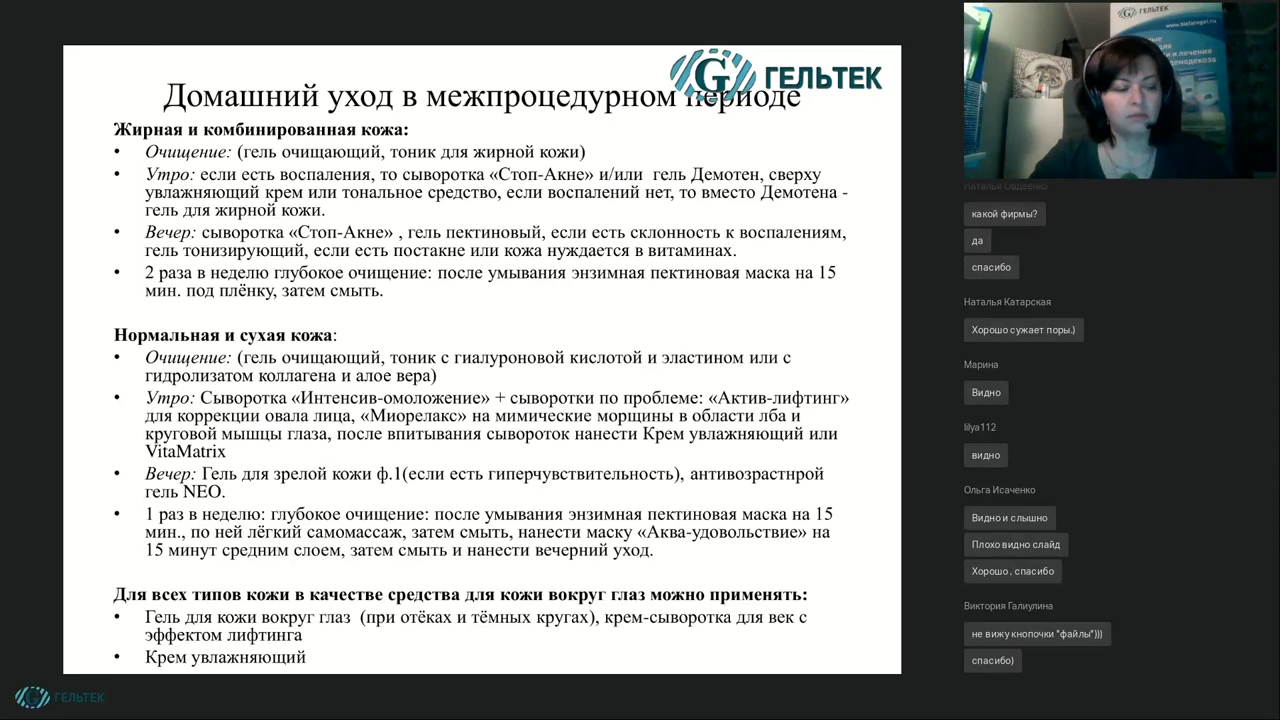 ГЕЛЬТЕК
Домашний уход в межпроцедурном периоде
Жирная и комбинированная кожа:
• Очищение: (гель очищающий, тоник для жирной кожи)
• Утро: если есть воспаления, то сыворотка «Стоп-Акне» и/или гель Демотен, сверху
увлажняющий крем или тональное средство, если воспалений нет, то вместо Демотена -
гель для жирной кожи.
• Вечер: сыворотка «Стоп-Акне» , гель пектиновый, если есть склонность к воспалениям,
гель тонизирующий, если есть постакне или кожа нуждается в витаминах.
• 2 раза в неделю глубокое очищение: после умывания энзимная пектиновая маска на 15
мин. под плёнку, затем смыть.
Нормальная и сухая кожа:
• Очищение: (гель очищающий, тоник с гиалуроновой кислотой и эластином или с
гидролизатом коллагена и алое вера)
• Утро: Сыворотка «Интенсив-омоложение» + сыворотки по проблеме: «Актив-лифтинг»
для коррекции овала лица, «Миорелакс» на мимические морщины в области лба и
круговой мышцы глаза, после впитывания сывороток нанести Крем увлажняющий или
VitaMatrix
• Вечер: Гель для зрелой кожи ф.1(если есть гиперчувствительность), антивозрастнрой
гель NEO.
• 1 раз в неделю: глубокое очищение: после умывания энзимная пектиновая маска на 15
мин., по ней лёгкий самомассаж, затем смыть, нанести маску «Аква-удовольствие» на
15 минут средним слоем, затем смыть и нанести вечерний уход.
Для всех типов кожи в качестве средства для кожи вокруг глаз можно применять:
• Гель для кожи вокруг глаз (при отёках и тёмных кругах), крем-сыворотка для век с
эффектом лифтинга
• Крем увлажняющий
ГЕЛЬТЕК
ГЕЛЬТЕК
Наталья Овдеенко
какой фирмы?
да
спасибо
Наталья Катарская
Хорошо сужает поры.)
Марина
Видно
lilya112
видно
Ольга Исаченко
Видно и слышно
Плохо видно слайд
Хорошо , спасибо
Виктория Галиулина
не вижу кнопочки "файлы")))
спасибо)